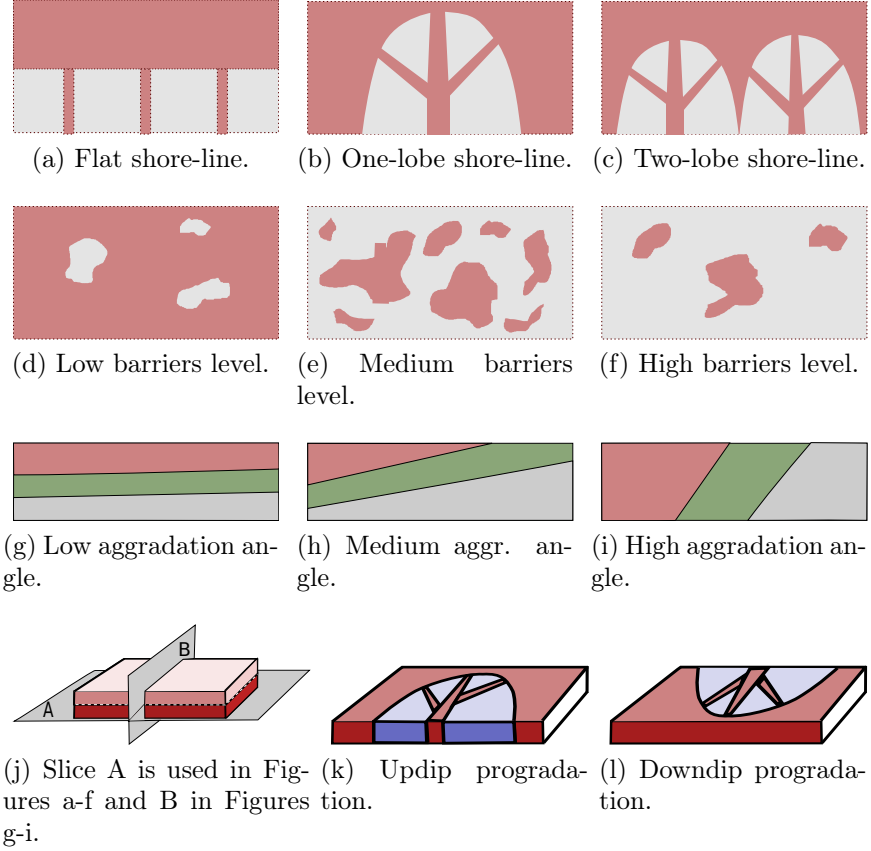 (a) Flat shore-line.
(b) One-lobe shore-line.
(c) Two-lobe shore-line.
(d) Low barriers level.
(e) Medium barriers
level.
(f) High barriers level.
(g) Low aggradation an-
gle.
(h) Medium aggr. an-
gle.
(i) High aggradation an-
gle.
A
B
(j) Slice A is used in Fig-
ures a-f and B in Figures
g-i.
(k) Updip prograda-
tion.
(l) Downdip prograda-
tion.